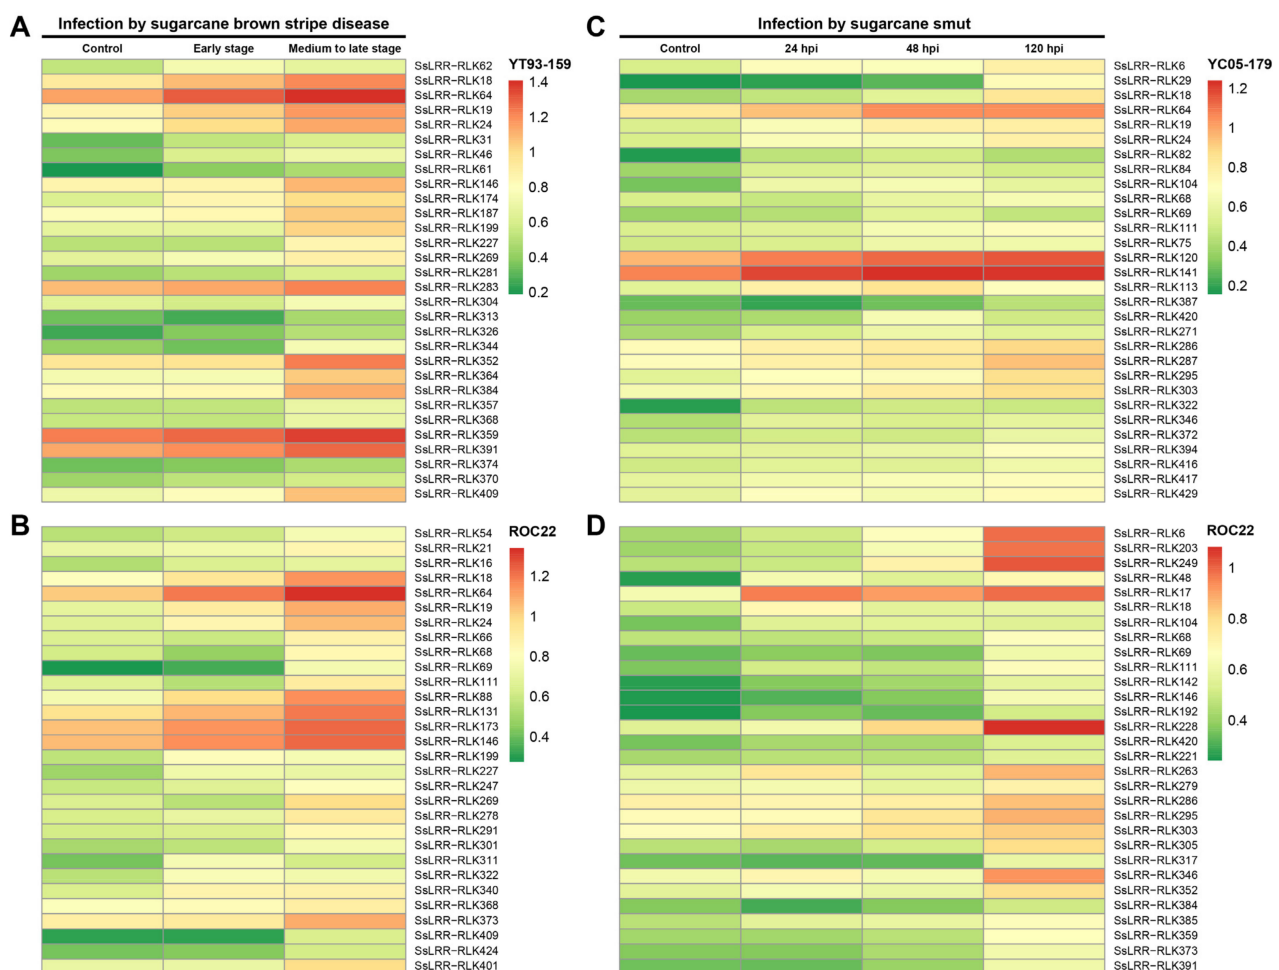 A
Infection by sugarcane brown stripe disease
Control Early stage Medium to late stage
YT93-159
SsLRR-RLK62
SsLRR-RLK18
SsLRR-RLK64
SsLRR-RLK19
SsLRR-RLK24
SsLRR-RLK31
SsLRR-RLK46
SsLRR-RLK61
SsLRR-RLK146
SsLRR-RLK174
SsLRR-RLK187
SsLRR-RLK199
SsLRR-RLK227
SsLRR-RLK269
SsLRR-RLK281
SsLRR-RLK283
SsLRR-RLK304
SsLRR-RLK313
SsLRR-RLK326
SsLRR-RLK344
SsLRR-RLK352
SsLRR-RLK364
SsLRR-RLK384
SsLRR-RLK357
SsLRR-RLK368
SsLRR-RLK359
SsLRR-RLK391
SsLRR-RLK374
SsLRR-RLK370
SsLRR-RLK409
1.4
1.2
1
0.8
0.6
0.4
0.2
B
ROC22
SsLRR-RLK54
SsLRR-RLK21
SsLRR-RLK16
SsLRR-RLK18
SsLRR-RLK64
SsLRR-RLK19
SsLRR-RLK24
SsLRR-RLK66
SsLRR-RLK68
SsLRR-RLK69
SsLRR-RLK111
SsLRR-RLK88
SsLRR-RLK131
SsLRR-RLK173
SsLRR-RLK146
SsLRR-RLK199
SsLRR-RLK227
SsLRR-RLK247
SsLRR-RLK269
SsLRR-RLK278
SsLRR-RLK291
SsLRR-RLK301
SsLRR-RLK311
SsLRR-RLK322
SsLRR-RLK340
SsLRR-RLK368
SsLRR-RLK373
SsLRR-RLK409
SsLRR-RLK424
SsLRR-RLK401
1.2
1
0.8
0.6
0.4
C
Infection by sugarcane smut
Control 24 hpi 48 hpi 120 hpi
YC05-179
SsLRR-RLK6
SsLRR-RLK29
SsLRR-RLK18
SsLRR-RLK64
SsLRR-RLK19
SsLRR-RLK24
SsLRR-RLK82
SsLRR-RLK84
SsLRR-RLK104
SsLRR-RLK68
SsLRR-RLK69
SsLRR-RLK111
SsLRR-RLK75
SsLRR-RLK120
SsLRR-RLK141
SsLRR-RLK113
SsLRR-RLK387
SsLRR-RLK420
SsLRR-RLK271
SsLRR-RLK286
SsLRR-RLK287
SsLRR-RLK295
SsLRR-RLK303
SsLRR-RLK322
SsLRR-RLK346
SsLRR-RLK372
SsLRR-RLK394
SsLRR-RLK416
SsLRR-RLK417
SsLRR-RLK429
1.2
1
0.8
0.6
0.4
0.2
D
ROC22
SsLRR-RLK6
SsLRR-RLK203
SsLRR-RLK249
SsLRR-RLK48
SsLRR-RLK17
SsLRR-RLK18
SsLRR-RLK104
SsLRR-RLK68
SsLRR-RLK69
SsLRR-RLK111
SsLRR-RLK142
SsLRR-RLK146
SsLRR-RLK192
SsLRR-RLK228
SsLRR-RLK420
SsLRR-RLK221
SsLRR-RLK263
SsLRR-RLK279
SsLRR-RLK286
SsLRR-RLK295
SsLRR-RLK303
SsLRR-RLK305
SsLRR-RLK317
SsLRR-RLK346
SsLRR-RLK352
SsLRR-RLK384
SsLRR-RLK385
SsLRR-RLK359
SsLRR-RLK373
SsLRR-RLK391
1
0.8
0.6
0.4